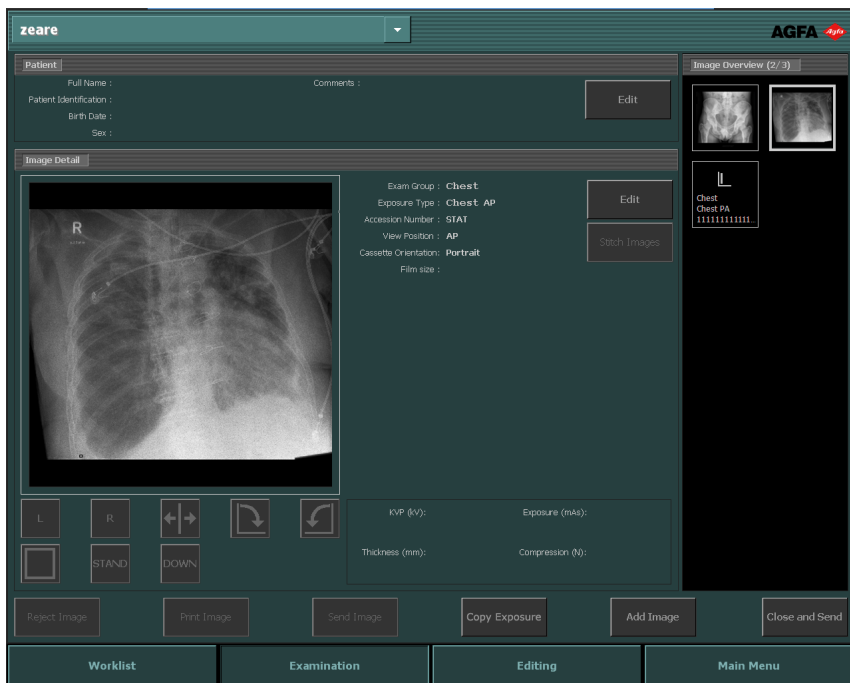 zeare
AGFA
Agfa
Patient
Full Name :
Comments :
Patient Identification :
Birth Date :
Sex :
Edit
Image Overview (2/3)
Chest
Chest PA
111111111111...
Image Detail
R
Exam Group : Chest
Exposure Type : Chest AP
Accession Number : STAT
View Position : AP
Cassette Orientation: Portrait
Film size :
Edit
Stitch Images
L
R
STAND
DOWN
KVP (kV):
Exposure (mAs):
Thickness (mm):
Compression (N):
Reject Image
Print Image
Send Image
Copy Exposure
Add Image
Close and Send
Worklist
Examination
Editing
Main Menu